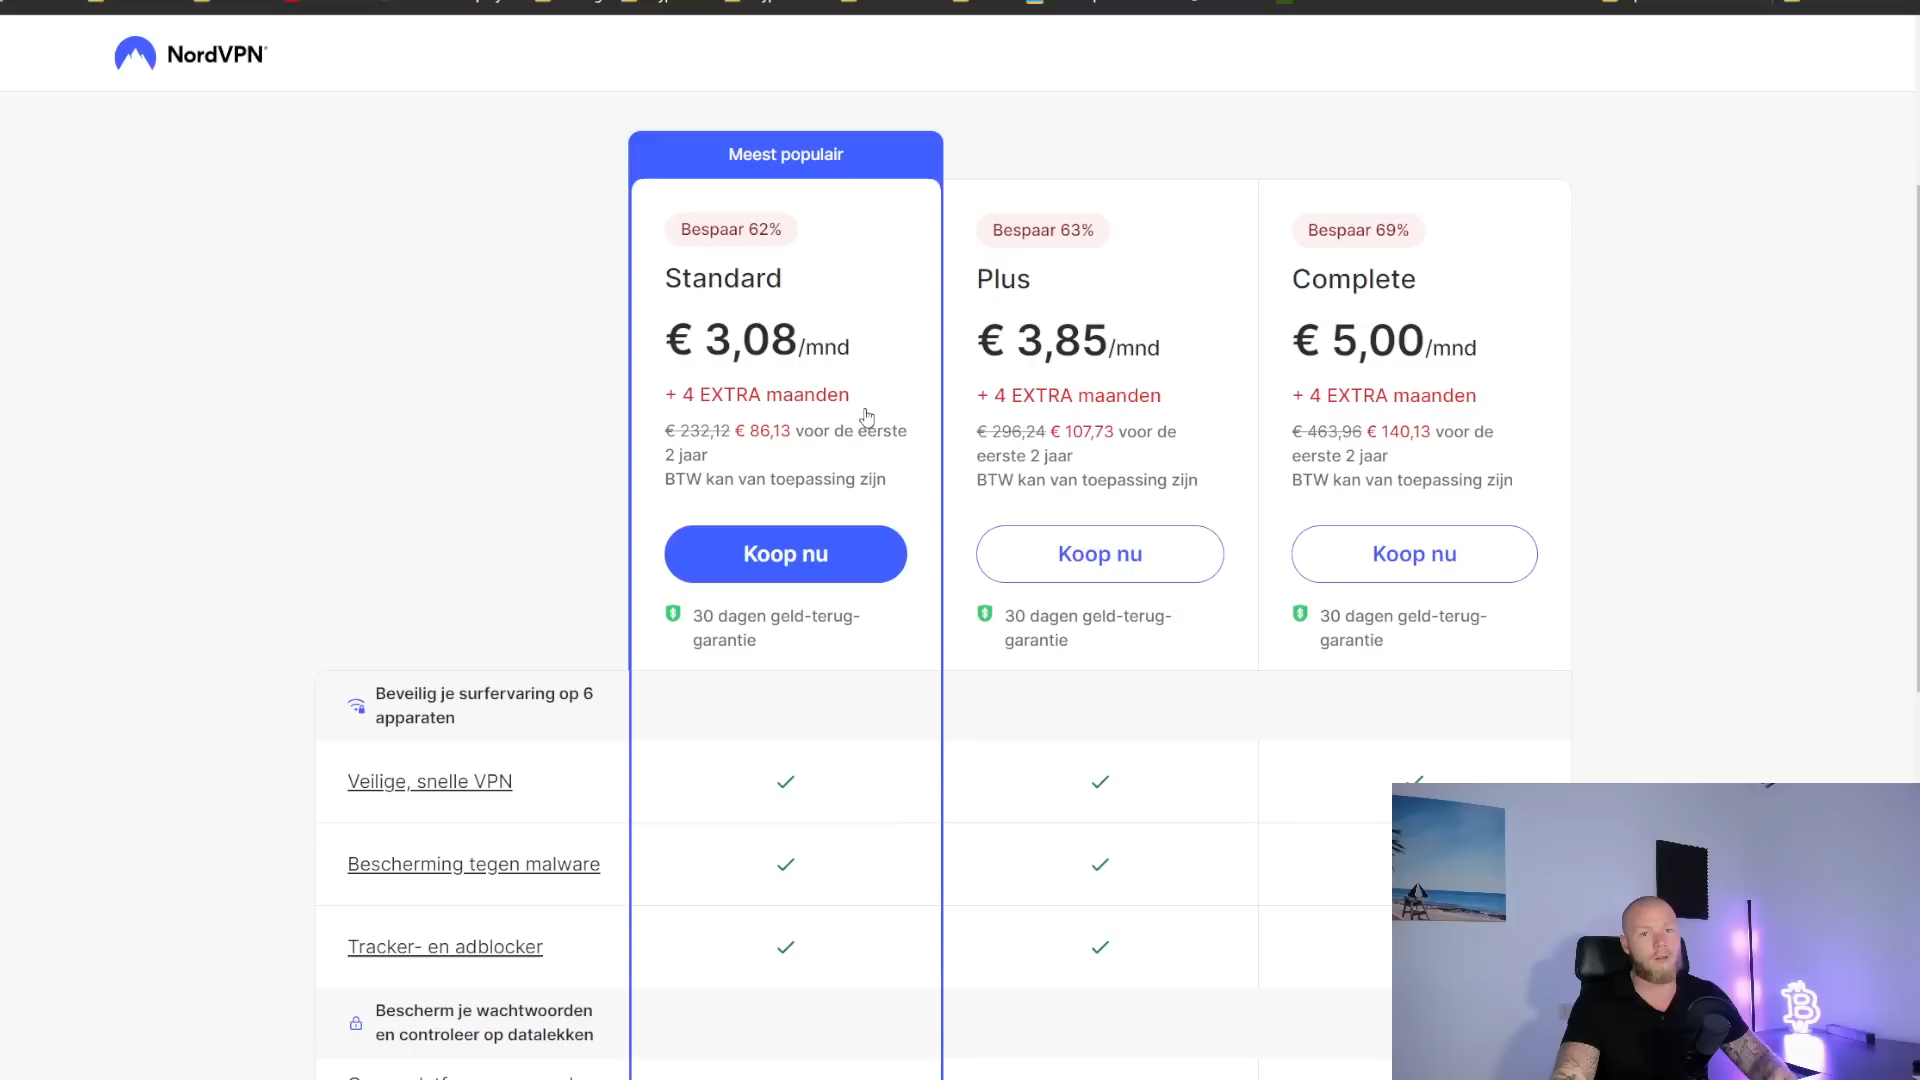 NordVPN®
Meest populair
Bespaar 62%
Standard
€ 3,08/mnd
+ 4 EXTRA maanden
€ 232,12 € 86,13 voor de eerste
2 jaar
BTW kan van toepassing zijn
Koop nu
30 dagen geld-terug-
garantie
Bespaar 63%
Plus
€ 3,85/mnd
+ 4 EXTRA maanden
€ 296,24 € 107,73 voor de
eerste 2 jaar
BTW kan van toepassing zijn
Koop nu
30 dagen geld-terug-
garantie
Bespaar 69%
Complete
€ 5,00/mnd
+ 4 EXTRA maanden
€ 463,96 € 140,13 voor de
eerste 2 jaar
BTW kan van toepassing zijn
Koop nu
30 dagen geld-terug-
garantie
Beveilig je surfervaring op 6
apparaten
Veilige, snelle VPN
Bescherming tegen malware
Tracker- en adblocker
Bescherm je wachtwoorden
en controleer op datalekken